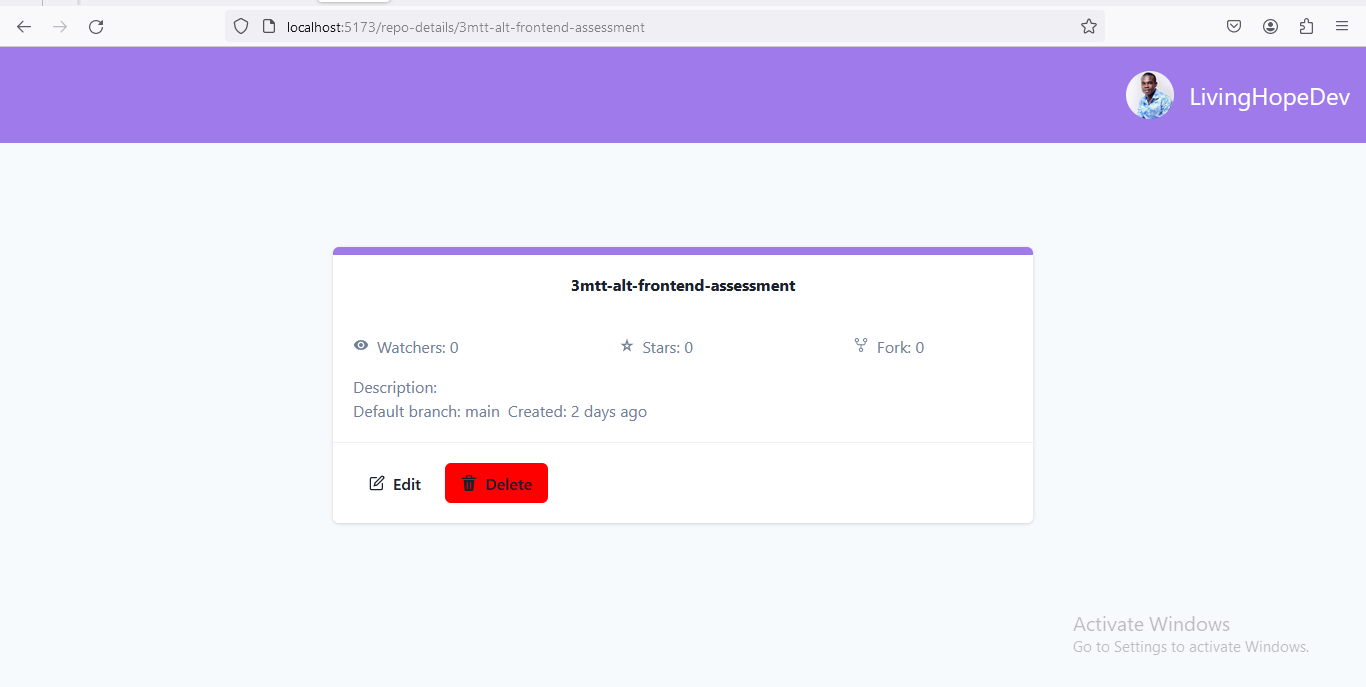 localhost:5173/repo-details/3mtt-alt-frontend-assessment
LivingHopeDev
3mtt-alt-frontend-assessment
Watchers: 0 Stars: 0 Fork: 0
Description:
Default branch: main Created: 2 days ago
Edit Delete
Activate Windows
Go to Settings to activate Windows.